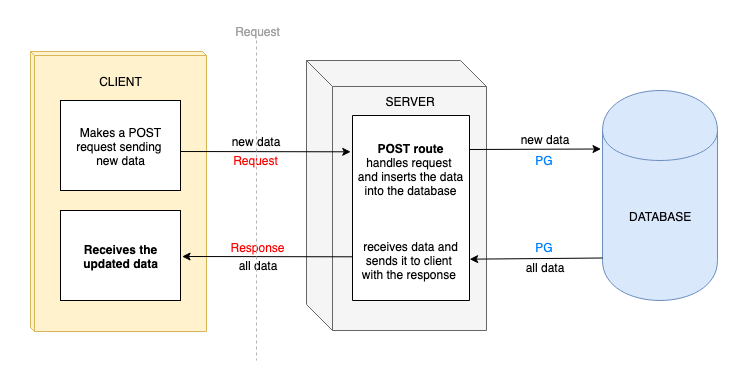 Request
CLIENT
SERVER
Makes a POST
request sending
new data
new data
Request
POST route
handles request
and inserts the data
into the database
new data
PG
DATABASE
Receives the
updated data
Response
all data
receives data and
sends it to client
with the response
PG
all data